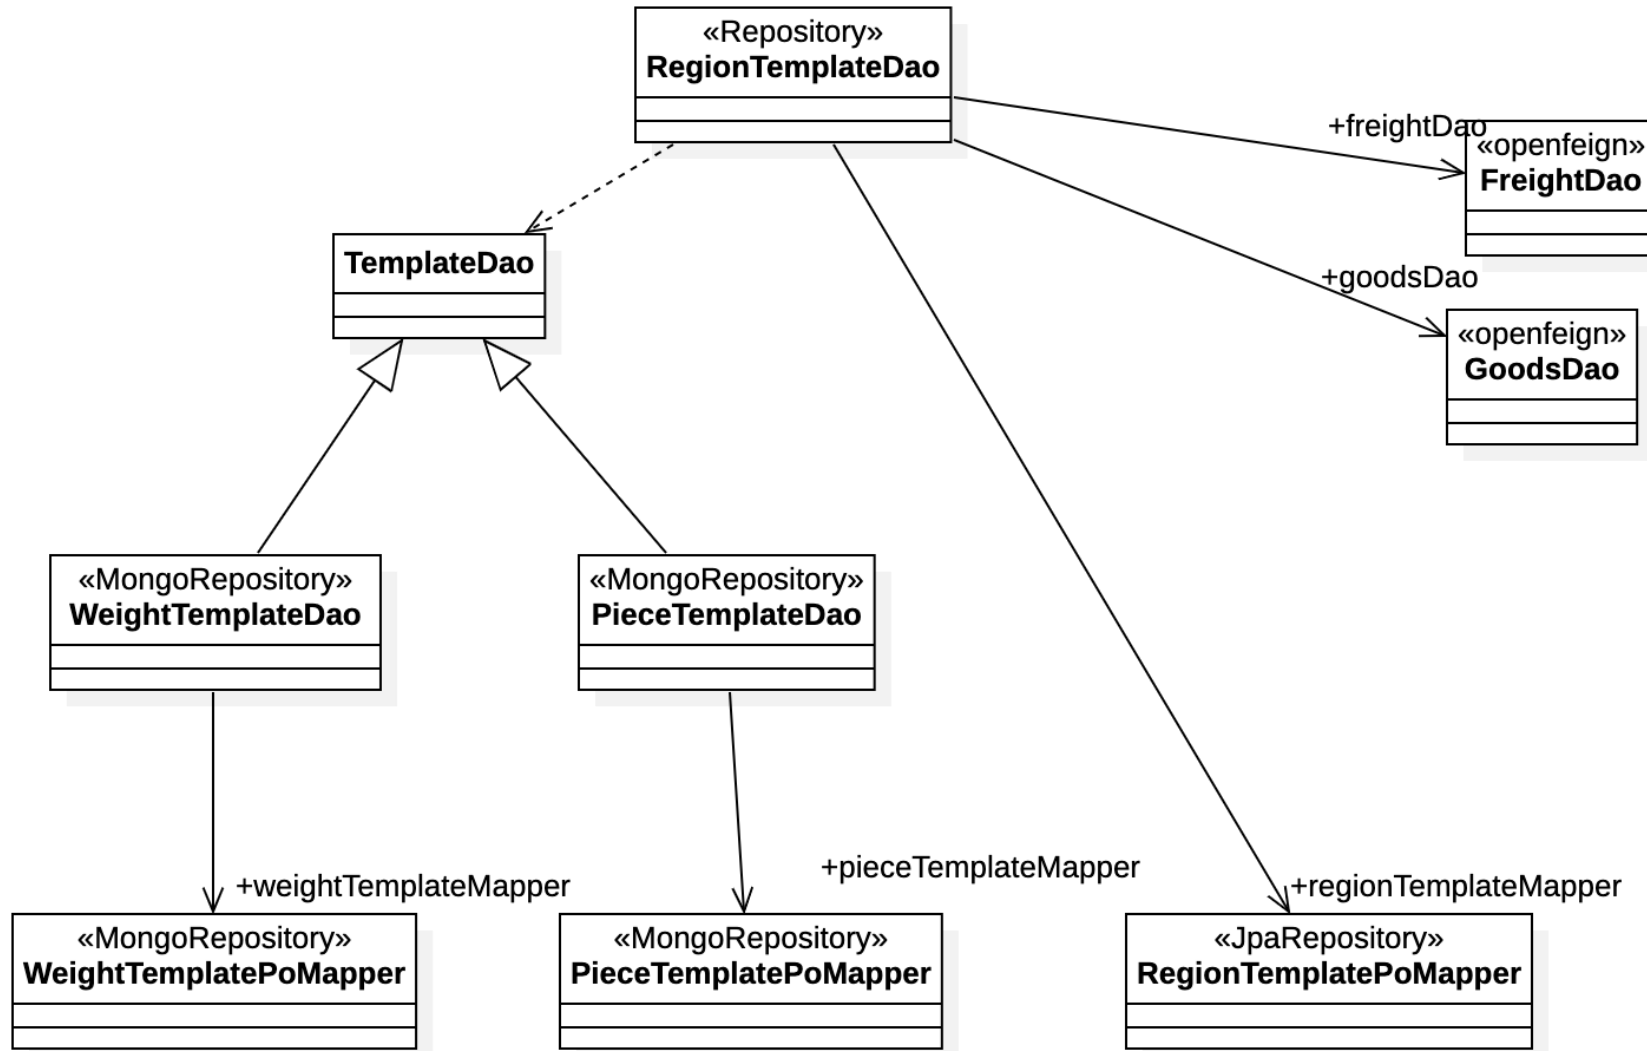 «Repository»
RegionTemplateDao
+freightDao
«openfeign»
FreightDao
TemplateDao
+goodsDao
«openfeign»
GoodsDao
«MongoRepository»
WeightTemplateDao
«MongoRepository»
PieceTemplateDao
+weightTemplateMapper
+pieceTemplateMapper
+regionTemplateMapper
«MongoRepository»
WeightTemplatePoMapper
«MongoRepository»
PieceTemplatePoMapper
«JpaRepository»
RegionTemplatePoMapper